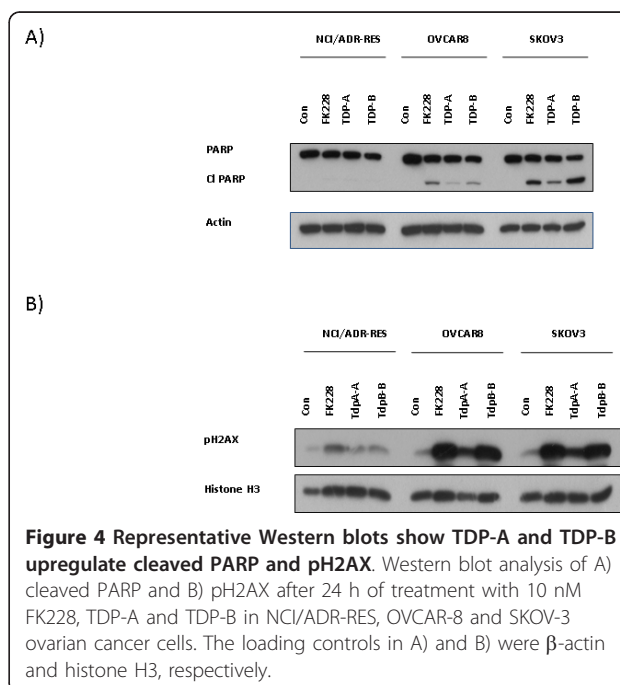 A)
NCI/ADR-RES OVCAR8 SKOV3
Con FK228 TDP-A TDP-B Con FK228 TDP-A TDP-B Con FK228 TDP-A TDP-B
PARP
Cl PARP
Actin
B)
NCI/ADR-RES OVCAR8 SKOV3
Con FK228 TdpA-A TdpB-B Con FK228 TdpA-A TdpB-B Con FK228 TdpA-A TdpB-B
pH2AX
Histone H3
Figure 4 Representative Western blots show TDP-A and TDP-B
upregulate cleaved PARP and pH2AX. Western blot analysis of A)
cleaved PARP and B) pH2AX after 24 h of treatment with 10 nM
FK228, TDP-A and TDP-B in NCI/ADR-RES, OVCAR-8 and SKOV-3
ovarian cancer cells. The loading controls in A) and B) were β-actin
and histone H3, respectively.